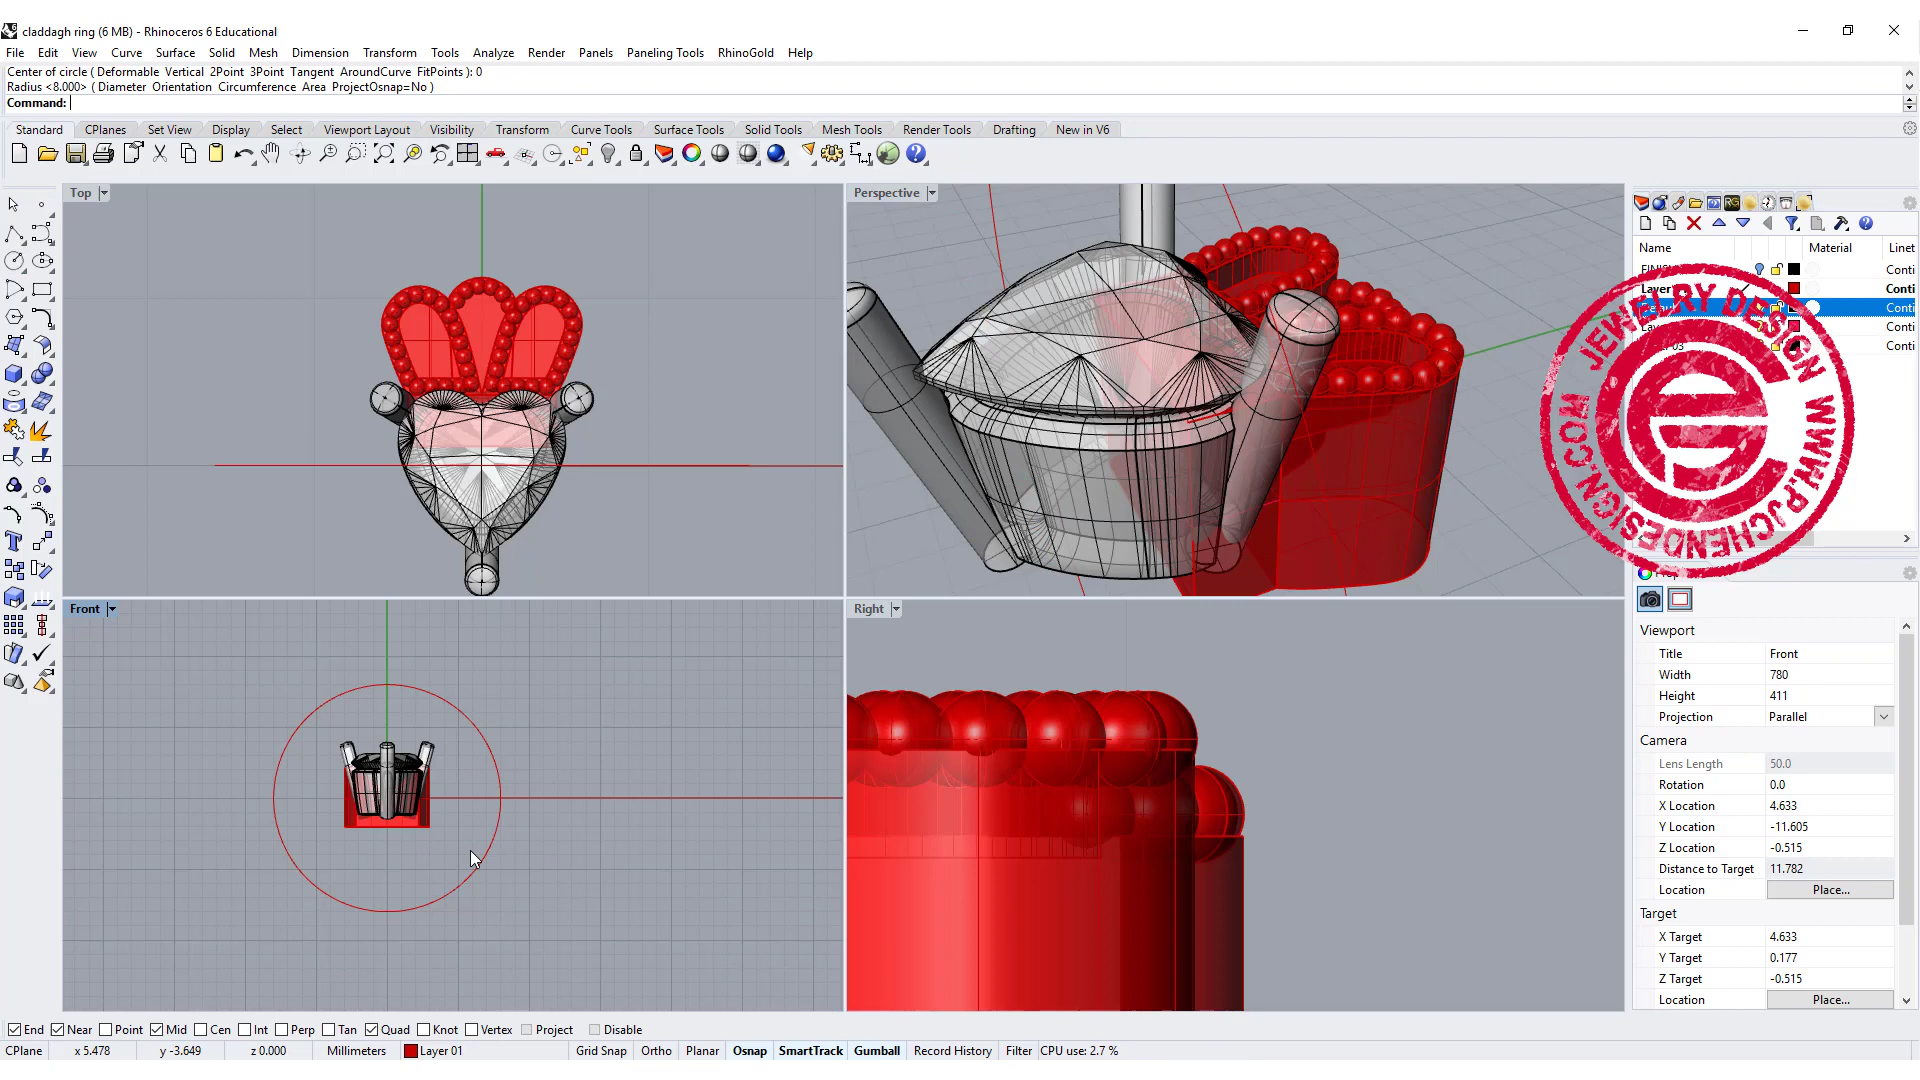 claddagh ring (6 MB) - Rhinoceros 6 Educational
File Edit View Curve Surface Solid Mesh Dimension Transform Tools Analyze Render Panels Paneling Tools RhinoGold Help
Center of circle ( Deformable Vertical 2Point 3Point Tangent AroundCurve FitPoints ): 0
Radius <8.000> ( Diameter Orientation Circumference Area ProjectOsnap=No )
Command:
Standard CPlanes Set View Display Select Viewport Layout Visibility Transform Curve Tools Surface Tools Solid Tools Mesh Tools Render Tools Drafting New in V6
Top
Perspective
Name Material Linet
Conti
Layer Conti
Conti
Conti
03 Conti
JEWELRY DESIGN WWW.PJCHENDESIGN.COM
Front
Right
Viewport
Title Front
Width 780
Height 411
Projection Parallel
Camera
Lens Length 50.0
Rotation 0.0
X Location 4.633
Y Location -11.605
Z Location -0.515
Distance to Target 11.782
Location Place...
Target
X Target 4.633
Y Target 0.177
Z Target -0.515
Location Place...
End Near Point Mid Cen Int Perp Tan Quad Knot Vertex Project Disable
CPlane x 5.478 y -3.649 z 0.000 Millimeters Layer 01 Grid Snap Ortho Planar Osnap SmartTrack Gumball Record History Filter CPU use: 2.7 %